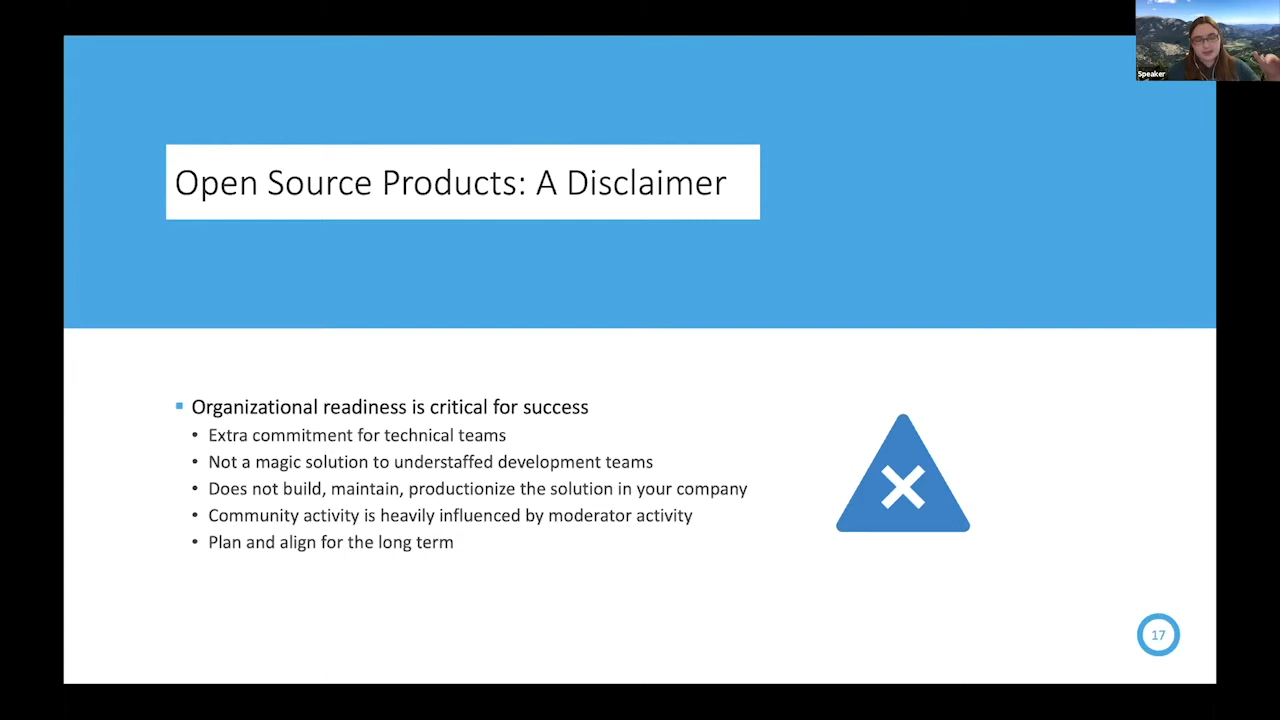 Speaker
Open Source Products: A Disclaimer
Organizational readiness is critical for success
Extra commitment for technical teams
Not a magic solution to understaffed development teams
Does not build, maintain, productionize the solution in your company
Community activity is heavily influenced by moderator activity
Plan and align for the long term
17